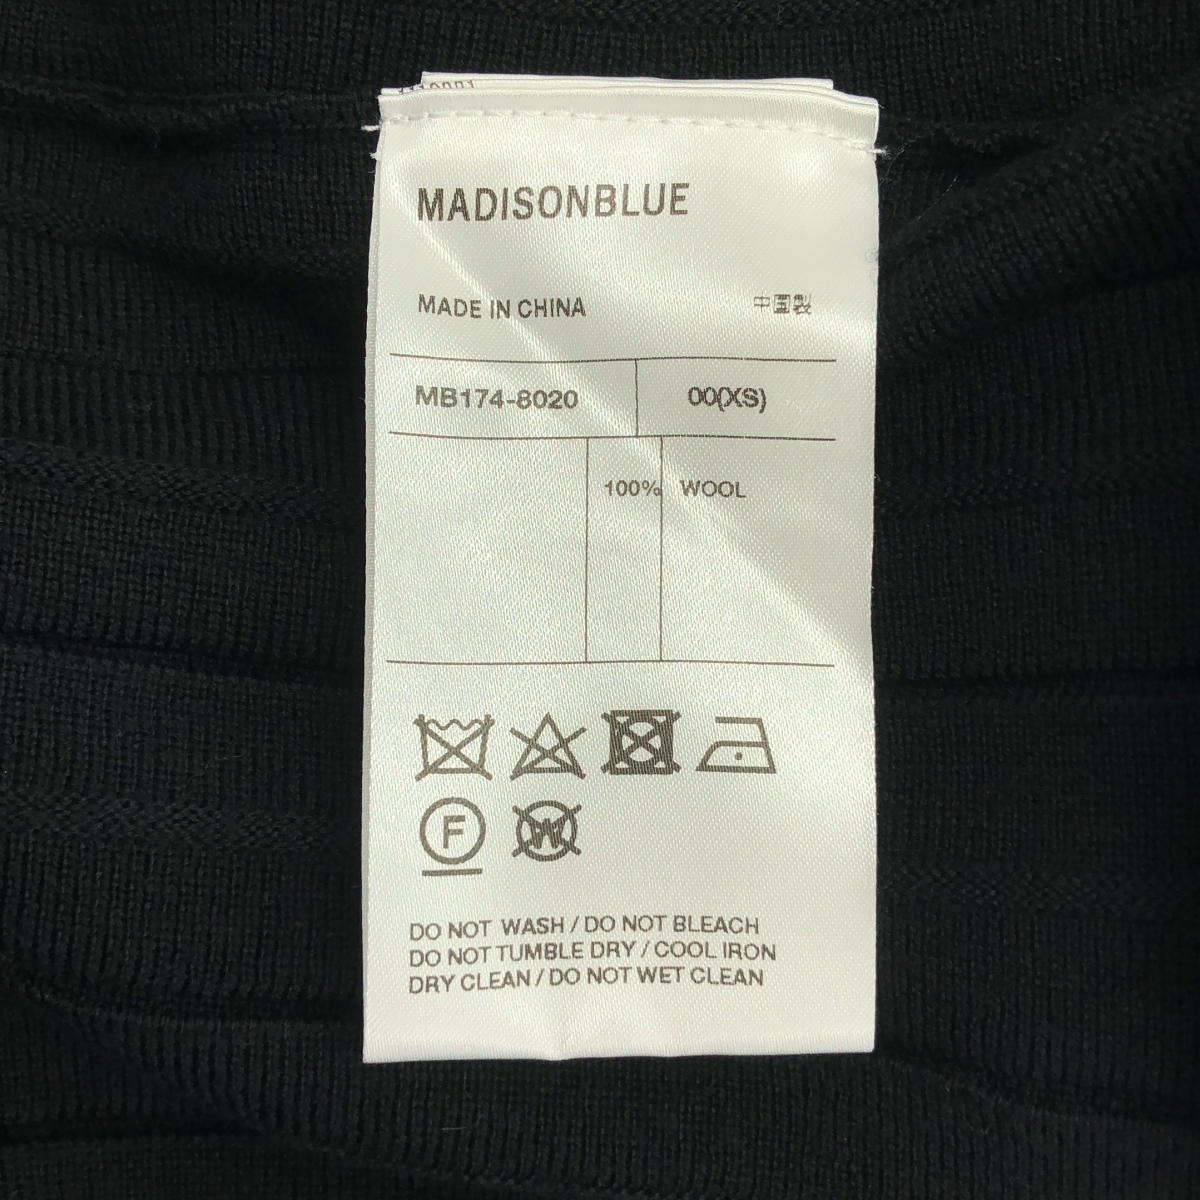 MADISONBLUE
MADE IN CHINA 中国製
MB174-8020 00(XS)
100% WOOL
F W
DO NOT WASH / DO NOT BLEACH
DO NOT TUMBLE DRY / COOL IRON
DRY CLEAN / DO NOT WET CLEAN